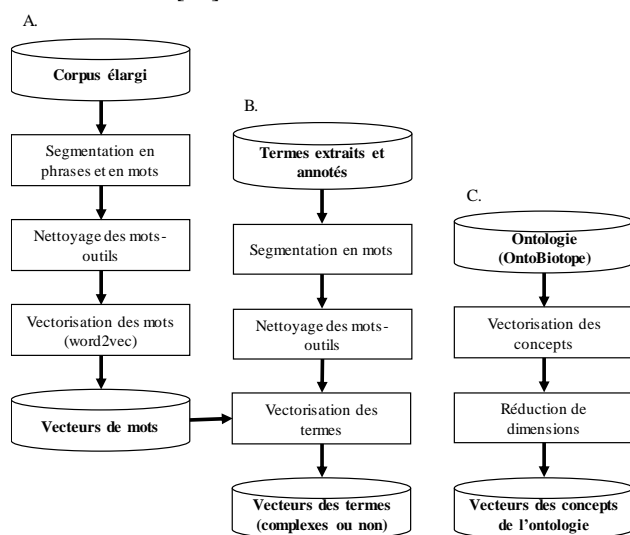 A.
Corpus élargi
Segmentation en
phrases et en mots
Nettoyage des mots-
outils
Vectorisation des mots
(word2vec)
Vecteurs de mots
B.
Termes extraits et
annotés
Segmentation en mots
Nettoyage des mots-
outils
Vectorisation des
termes
Vecteurs des termes
(complexes ou non)
C.
Ontologie
(OntoBiotope)
Vectorisation des
concepts
Réduction de
dimensions
Vecteurs des concepts
de l'ontologie